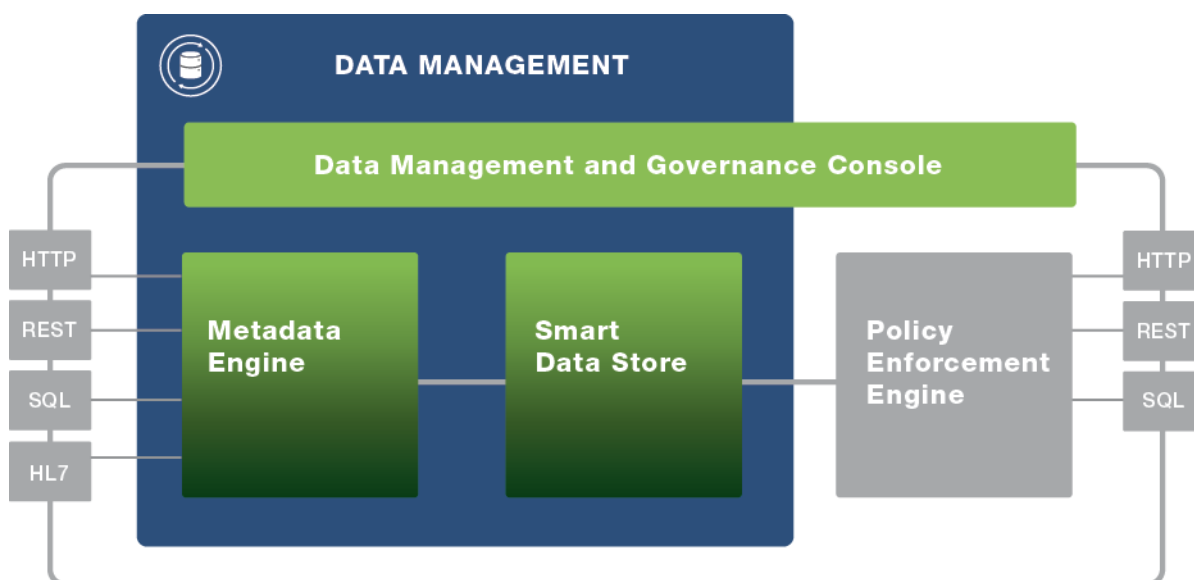 DATA MANAGEMENT
Data Management and Governance Console
HTTP
REST
SQL
HL7
Metadata
Engine
Smart
Data Store
Policy
Enforcement
Engine
HTTP
REST
SQL